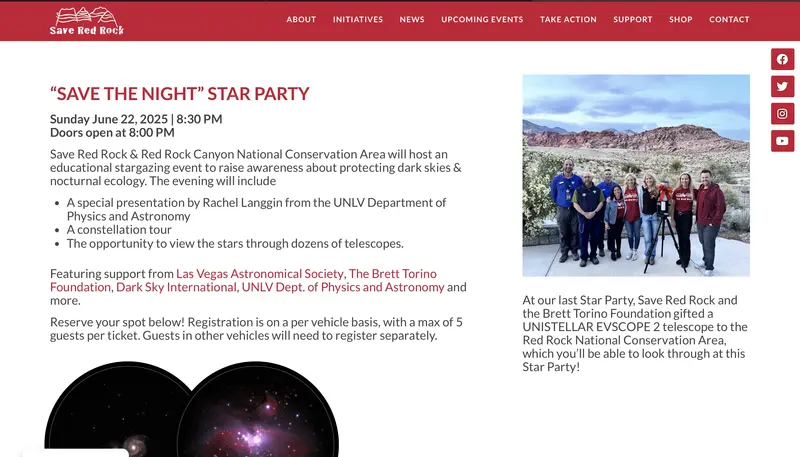 Save Red Rock
ABOUT INITIATIVES NEWS UPCOMING EVENTS TAKE ACTION SUPPORT SHOP CONTACT
“SAVE THE NIGHT” STAR PARTY
Sunday June 22, 2025 | 8:30 PM
Doors open at 8:00 PM
Save Red Rock & Red Rock Canyon National Conservation Area will host an
educational stargazing event to raise awareness about protecting dark skies &
nocturnal ecology. The evening will include
• A special presentation by Rachel Langgin from the UNLV Department of
Physics and Astronomy
• A constellation tour
• The opportunity to view the stars through dozens of telescopes.
Featuring support from Las Vegas Astronomical Society, The Brett Torino
Foundation, Dark Sky International, UNLV Dept. of Physics and Astronomy and
more.
Reserve your spot below! Registration is on a per vehicle basis, with a max of 5
guests per ticket. Guests in other vehicles will need to register separately.
At our last Star Party, Save Red Rock and
the Brett Torino Foundation gifted a
UNISTELLAR EVSCOPE 2 telescope to the
Red Rock National Conservation Area,
which you’ll be able to look through at this
Star Party!